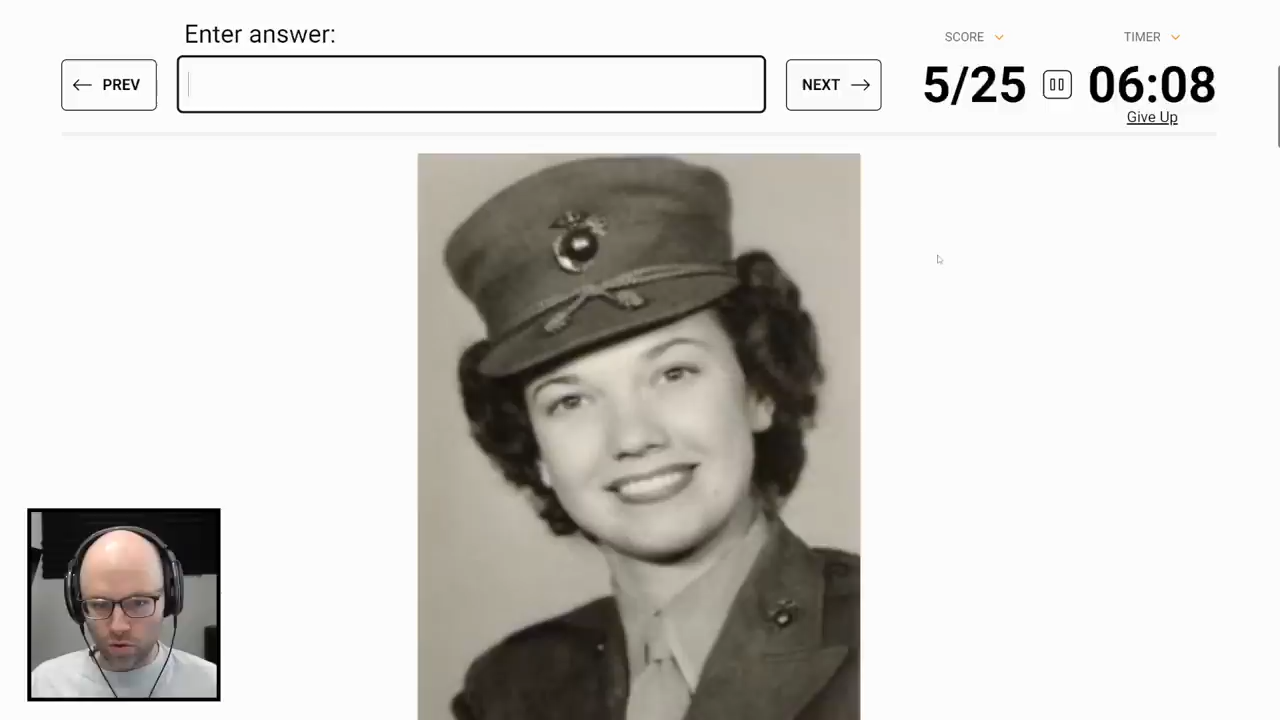 Enter answer:
SCORE
TIMER
PREV
NEXT
5/25
06:08
Give Up